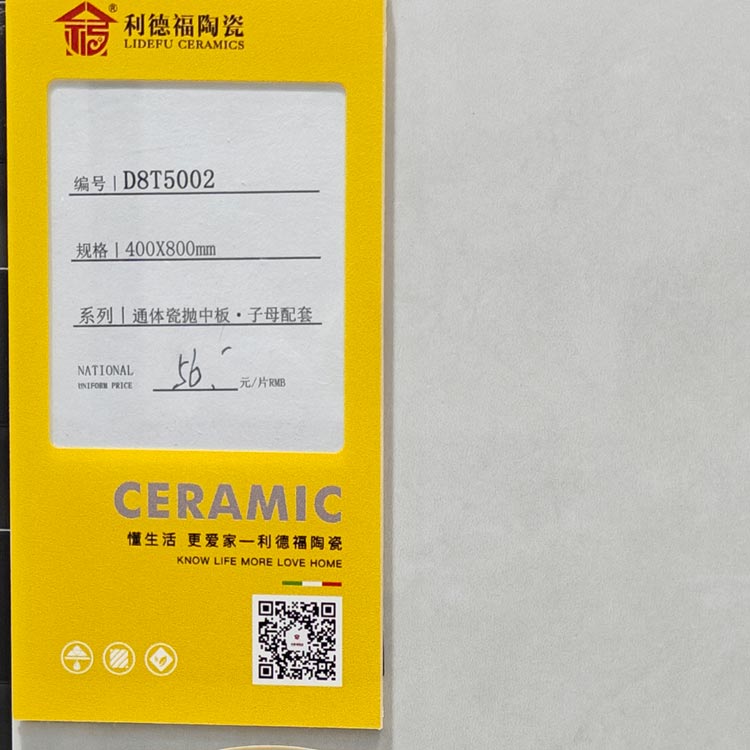 利德福陶瓷®
LIDEFU CERAMICS
编号 | D8T5002
规格 | 400X800mm
系列 | 通体瓷抛中板·子母配套
NATIONAL
UNIFORM PRICE 56.- 元/片RMB
CERAMIC
懂生活 更爱家一利德福陶瓷
KNOW LIFE MORE LOVE HOME